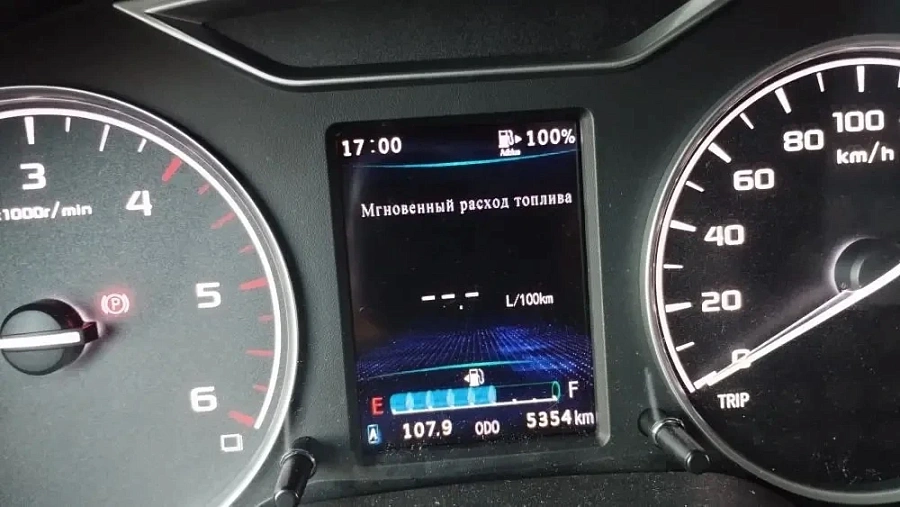 17:00 100%
Adblue
Мгновенный расход топлива
--.- L/100km
E F
A 107.9 ODO 5354km
3
x1000r/min
4
5
6
P
100
80
km/h
60
40
20
0
TRIP